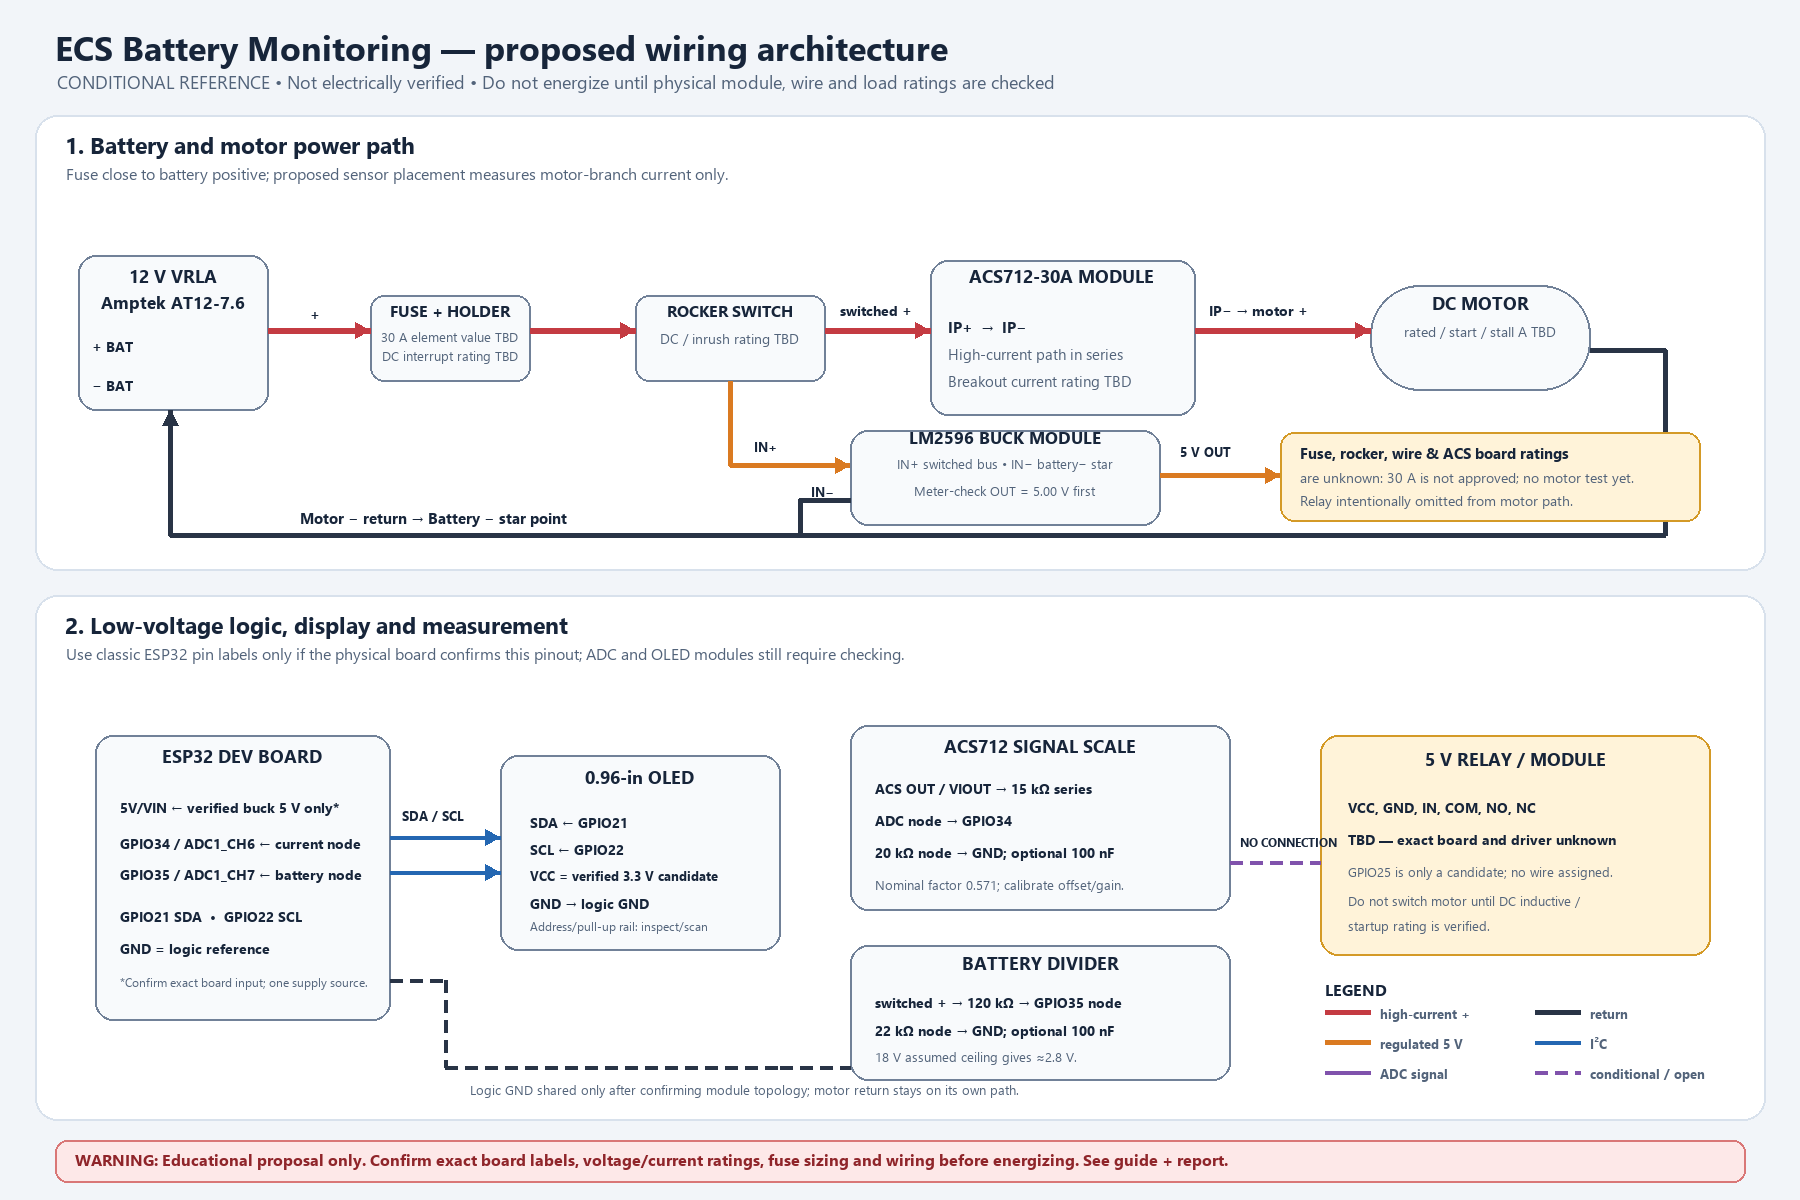 ECS Battery Monitoring — proposed wiring architecture
CONDITIONAL REFERENCE • Not electrically verified • Do not energize until physical module, wire and load ratings are checked
1. Battery and motor power path
Fuse close to battery positive; proposed sensor placement measures motor-branch current only.
12 V VRLA
Amptek AT12-7.6
+ BAT
− BAT
+
FUSE + HOLDER
30 A element value TBD
DC interrupt rating TBD
ROCKER SWITCH
DC / inrush rating TBD
switched +
ACS712-30A MODULE
IP+ → IP−
High-current path in series
Breakout current rating TBD
IP− → motor +
DC MOTOR
rated / start / stall A TBD
IN+
IN−
LM2596 BUCK MODULE
IN+ switched bus • IN− battery− star
Meter-check OUT = 5.00 V first
5 V OUT
Fuse, rocker, wire & ACS board ratings
are unknown: 30 A is not approved; no motor test yet.
Relay intentionally omitted from motor path.
Motor − return → Battery − star point
2. Low-voltage logic, display and measurement
Use classic ESP32 pin labels only if the physical board confirms this pinout; ADC and OLED modules still require checking.
ESP32 DEV BOARD
5V/VIN ← verified buck 5 V only*
GPIO34 / ADC1_CH6 ← current node
GPIO35 / ADC1_CH7 ← battery node
GPIO21 SDA • GPIO22 SCL
GND = logic reference
*Confirm exact board input; one supply source.
SDA / SCL
0.96-in OLED
SDA ← GPIO21
SCL ← GPIO22
VCC = verified 3.3 V candidate
GND → logic GND
Address/pull-up rail: inspect/scan
ACS712 SIGNAL SCALE
ACS OUT / VIOUT → 15 kΩ series
ADC node → GPIO34
20 kΩ node → GND; optional 100 nF
Nominal factor 0.571; calibrate offset/gain.
NO CONNECTION
5 V RELAY / MODULE
VCC, GND, IN, COM, NO, NC
TBD — exact board and driver unknown
GPIO25 is only a candidate; no wire assigned.
Do not switch motor until DC inductive /
startup rating is verified.
BATTERY DIVIDER
switched + → 120 kΩ → GPIO35 node
22 kΩ node → GND; optional 100 nF
18 V assumed ceiling gives ≈2.8 V.
Logic GND shared only after confirming module topology; motor return stays on its own path.
LEGEND
high-current +
return
regulated 5 V
I²C
ADC signal
conditional / open
WARNING: Educational proposal only. Confirm exact board labels, voltage/current ratings, fuse sizing and wiring before energizing. See guide + report.